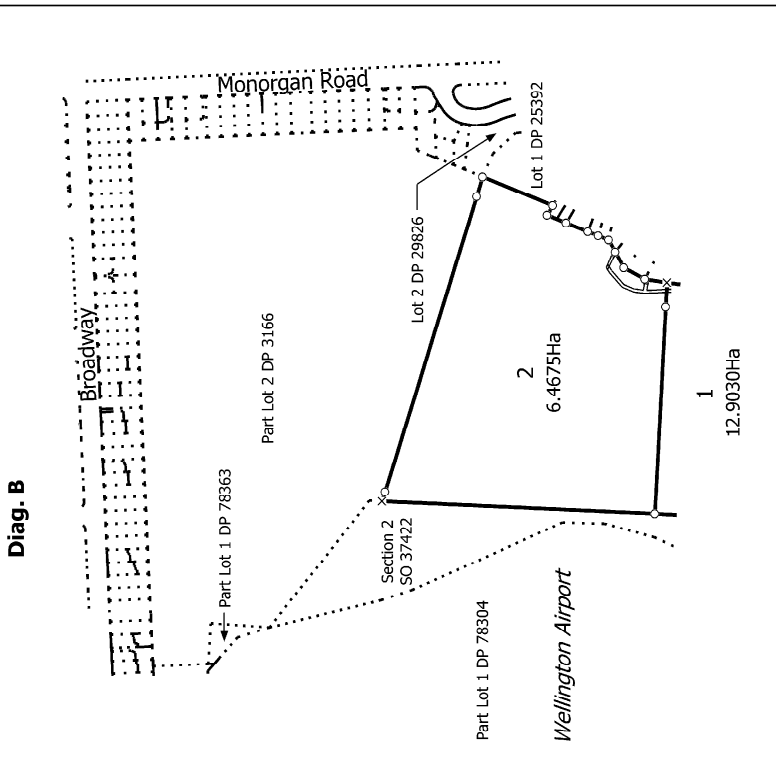 Diag. B
Monorgan Road
Broadway
Lot 1 DP 25392
Lot 2 DP 29826
Part Lot 2 DP 3166
Part Lot 1 DP 78363
2
6.4675Ha
1
12.9030Ha
Section 2
SO 37422
Part Lot 1 DP 78304
Wellington Airport